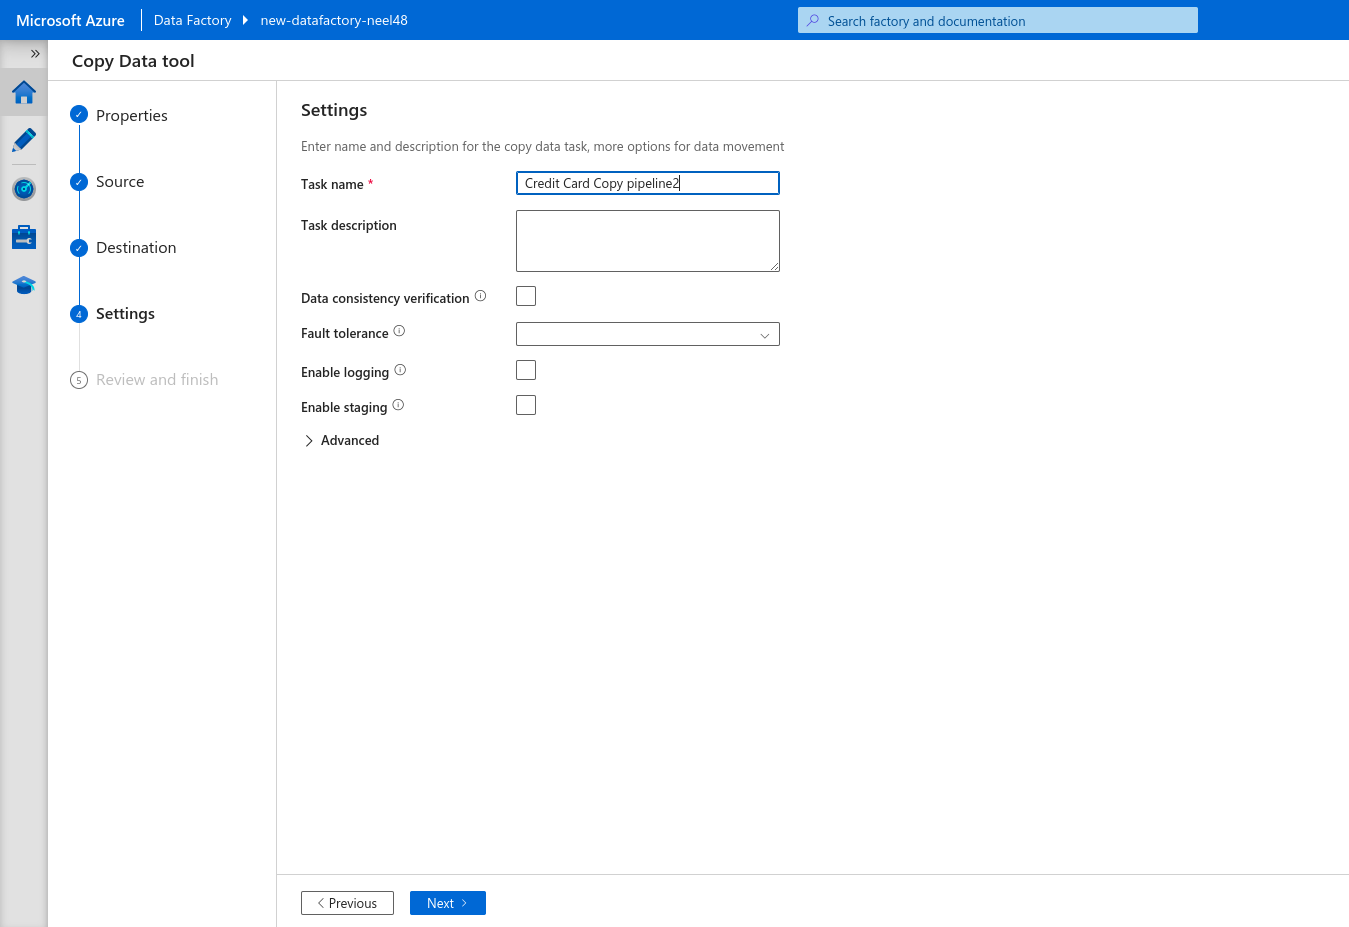 Microsoft Azure
Data Factory
new-datafactory-neel48
Search factory and documentation
Copy Data tool
Properties
Source
Destination
4
Settings
5
Review and finish
Settings
Enter name and description for the copy data task, more options for data movement
Task name *
Credit Card Copy pipeline2
Task description
Data consistency verification
Fault tolerance
Enable logging
Enable staging
Advanced
Previous
Next